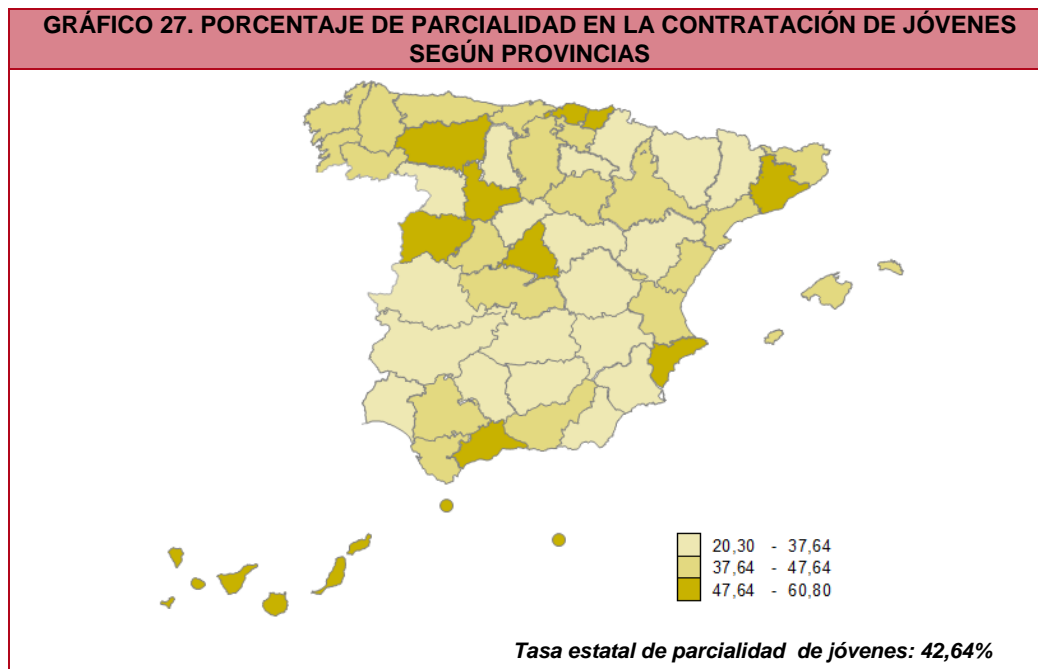 GRÁFICO 27. PORCENTAJE DE PARCIALIDAD EN LA CONTRATACIÓN DE JÓVENES
SEGÚN PROVINCIAS
20,30 - 37,64
37,64 - 47,64
47,64 - 60,80
Tasa estatal de parcialidad de jóvenes: 42,64%